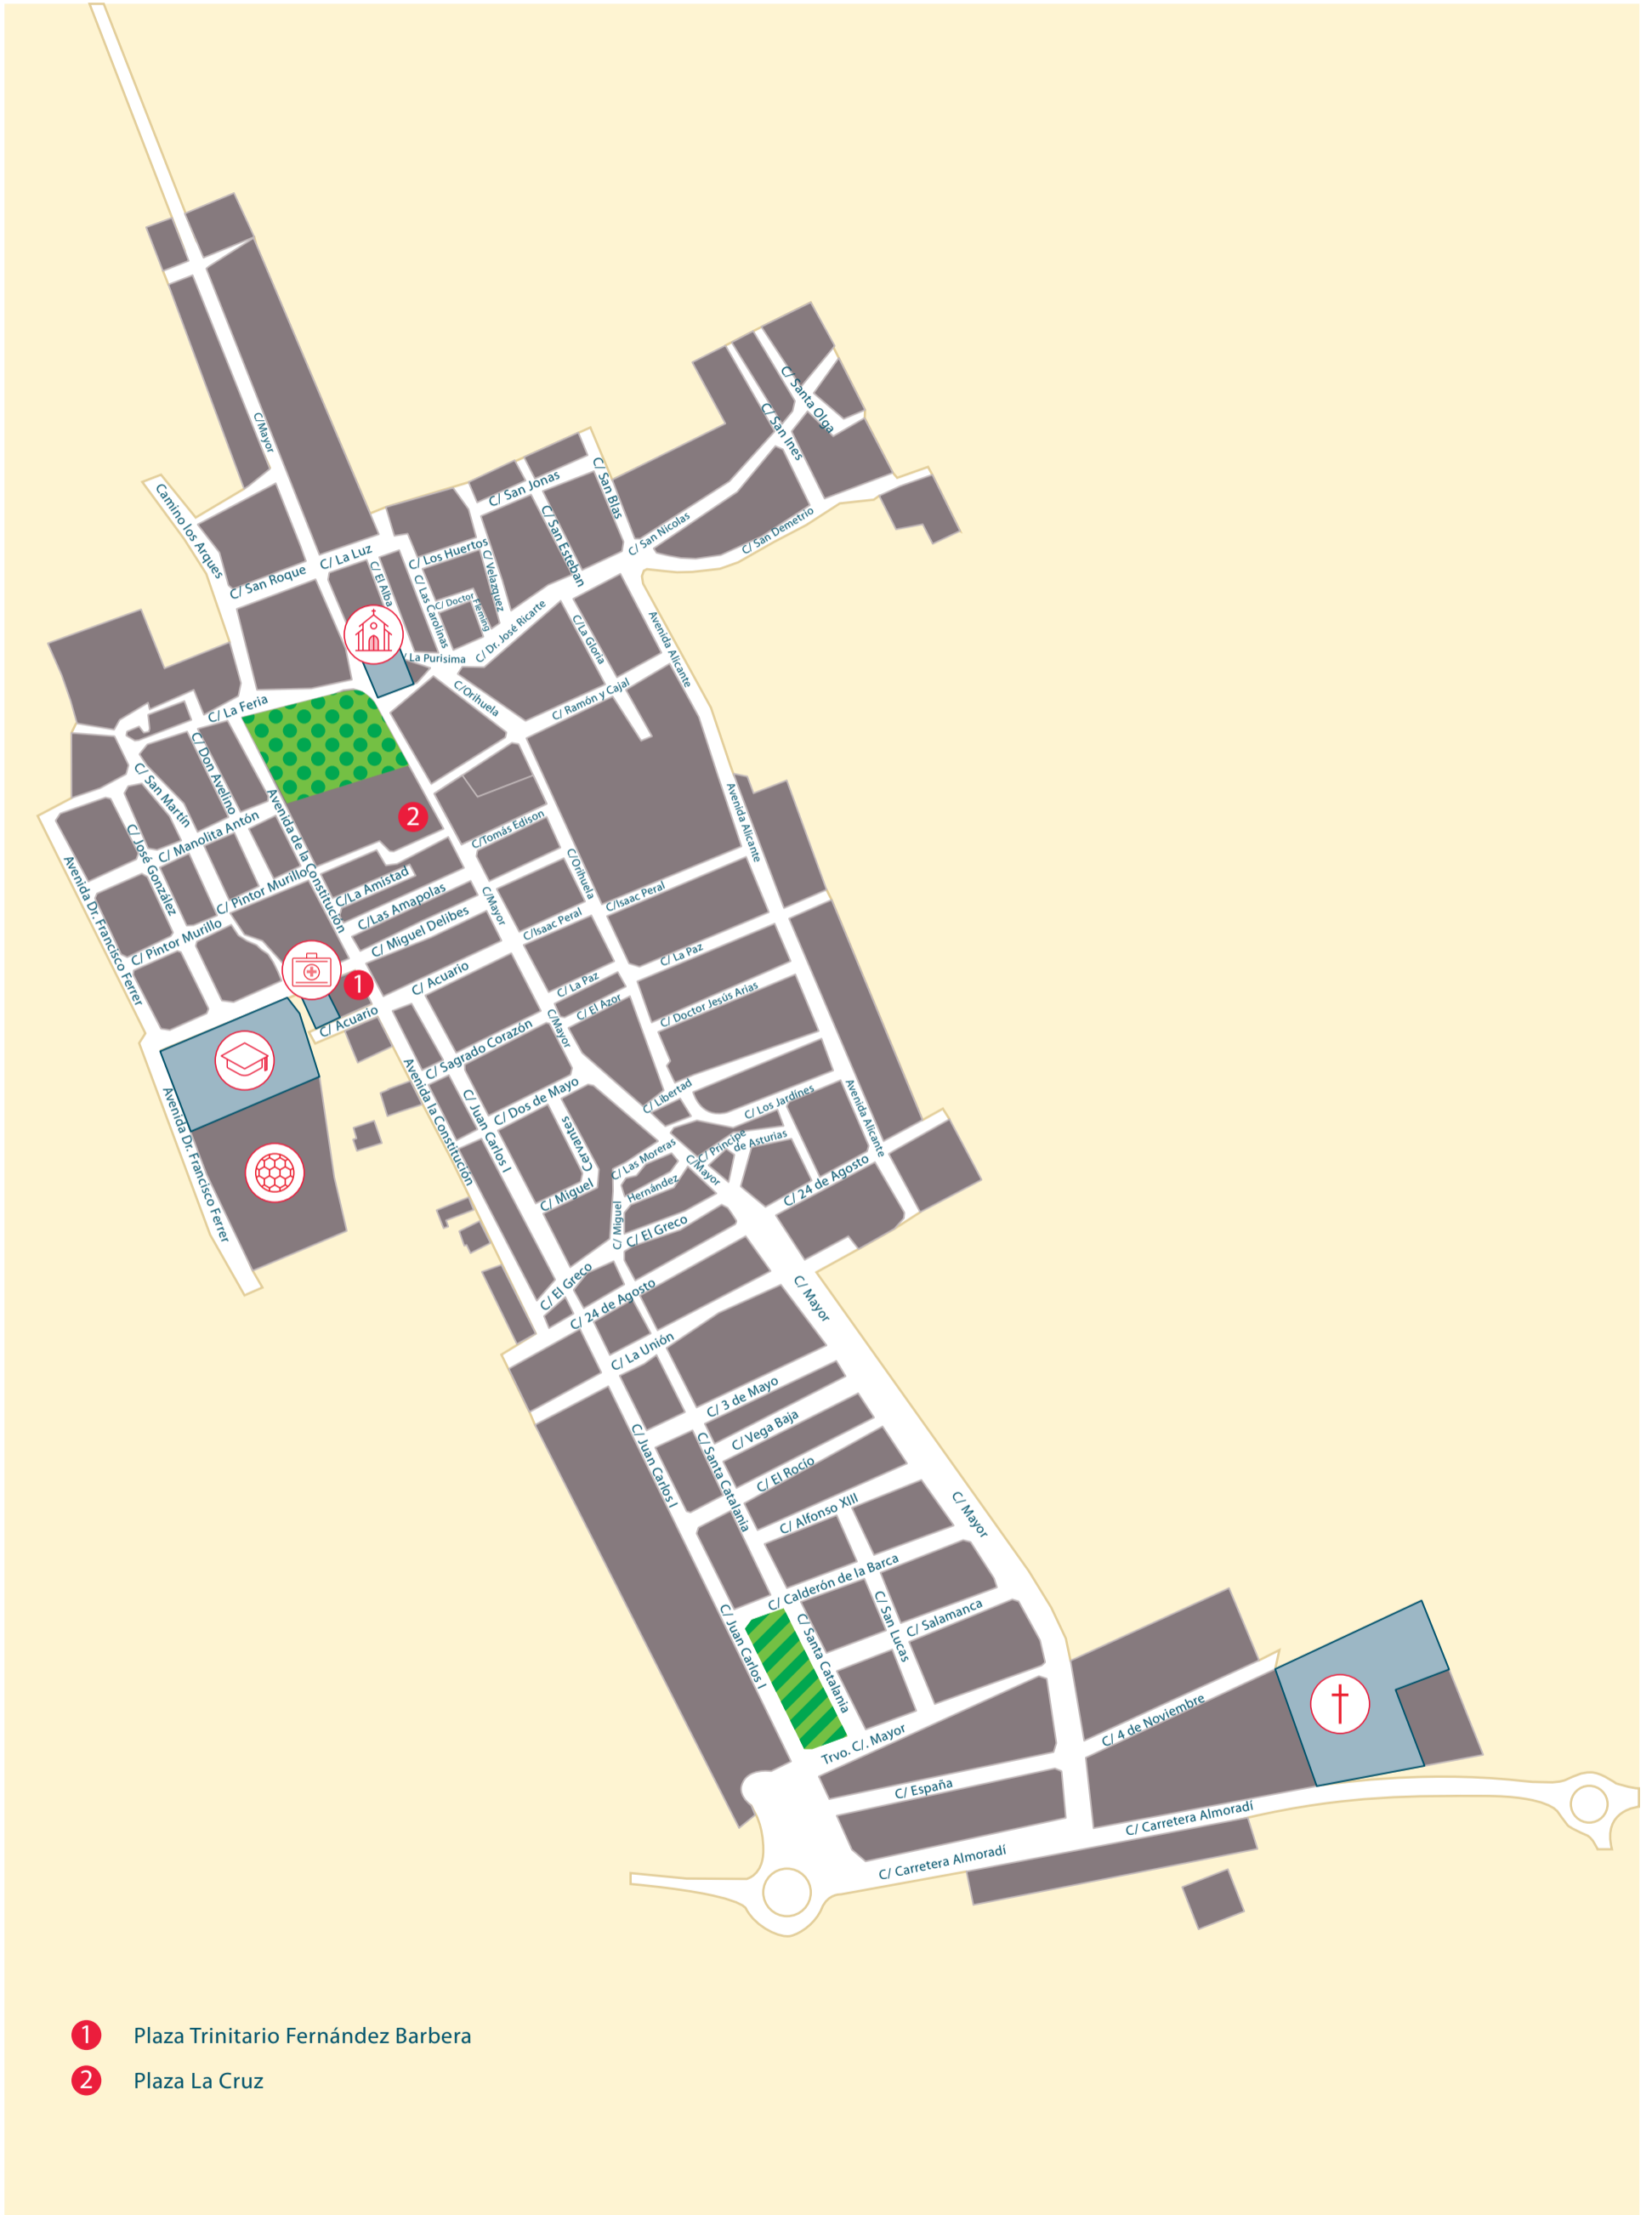 C/Mayor
C/ Santa Olga
C/ San Ines
C/ San Blas
C/ San Jonas
Camino los Arques
C/ San Esteban
C/ San Nicolas
C/ San Demetrio
C/ La Luz
C/ Los Huertos
C/ Velazquez
C/ San Roque
C/ El Alba
C/ Las Carolinas
C/ Doctor
Fleming
C/ Dr. José Ricarte
C/La Gloria
Avenida Alicante
La Purisima
C/Orihuela
C/ Ramón y Cajal
C/ La Feria
C/ Don Avelino
C/ San Martín
Avenida de la Constitución
2
Avenida Alicante
C/ José González
C/ Manolita Antón
C/Tomás Edison
C/Orihuela
Avenida Dr. Francisco Ferrer
C/ Pintor Murillo
C/La Amistad
C/Las Amapolas
C/Mayor
C/Isaac Peral
C/Isaac Peral
C/ Pintor Murillo
C/ Miguel Delibes
C/ Acuario
C/ La Paz
C/ La Paz
1
C/ El Azor
C/ Doctor Jesús Arias
C/ Acuario
C/Mayor
C/ Sagrado Corazón
Avenida la Constitución
C/ Juan Carlos I
C/ Dos de Mayo
C/ Libertad
C/ Los Jardines
Avenida Alicante
Avenida Dr. Francisco Ferrer
Cervantes
C/ Miguel
C/ Las Moreras
C/ Principe
de Asturias
C/Mayor
C/ 24 de Agosto
Hernández
C/ Miguel
C/ El Greco
C/ El Greco
C/ 24 de Agosto
C/ Mayor
C/ La Unión
C/ 3 de Mayo
C/ Vega Baja
C/ Juan Carlos I
C/ Santa Catalania
C/ El Rocío
C/ Alfonso XIII
C/ Mayor
C/ Calderón de la Barca
C/ San Lucas
C/ Salamanca
C/ Juan Carlos I
C/ Santa Catalania
C/ 4 de Noviembre
Trvo. C/. Mayor
C/ España
C/ Carretera Almoradí
C/ Carretera Almoradí
1 Plaza Trinitario Fernández Barbera
2 Plaza La Cruz